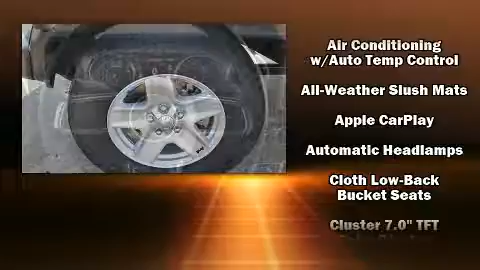 Air Conditioning
w/Auto Temp Control
All-Weather Slush Mats
Apple CarPlay
Automatic Headlamps
Cloth Low-Back
Bucket Seats
Cluster 7.0" TFT